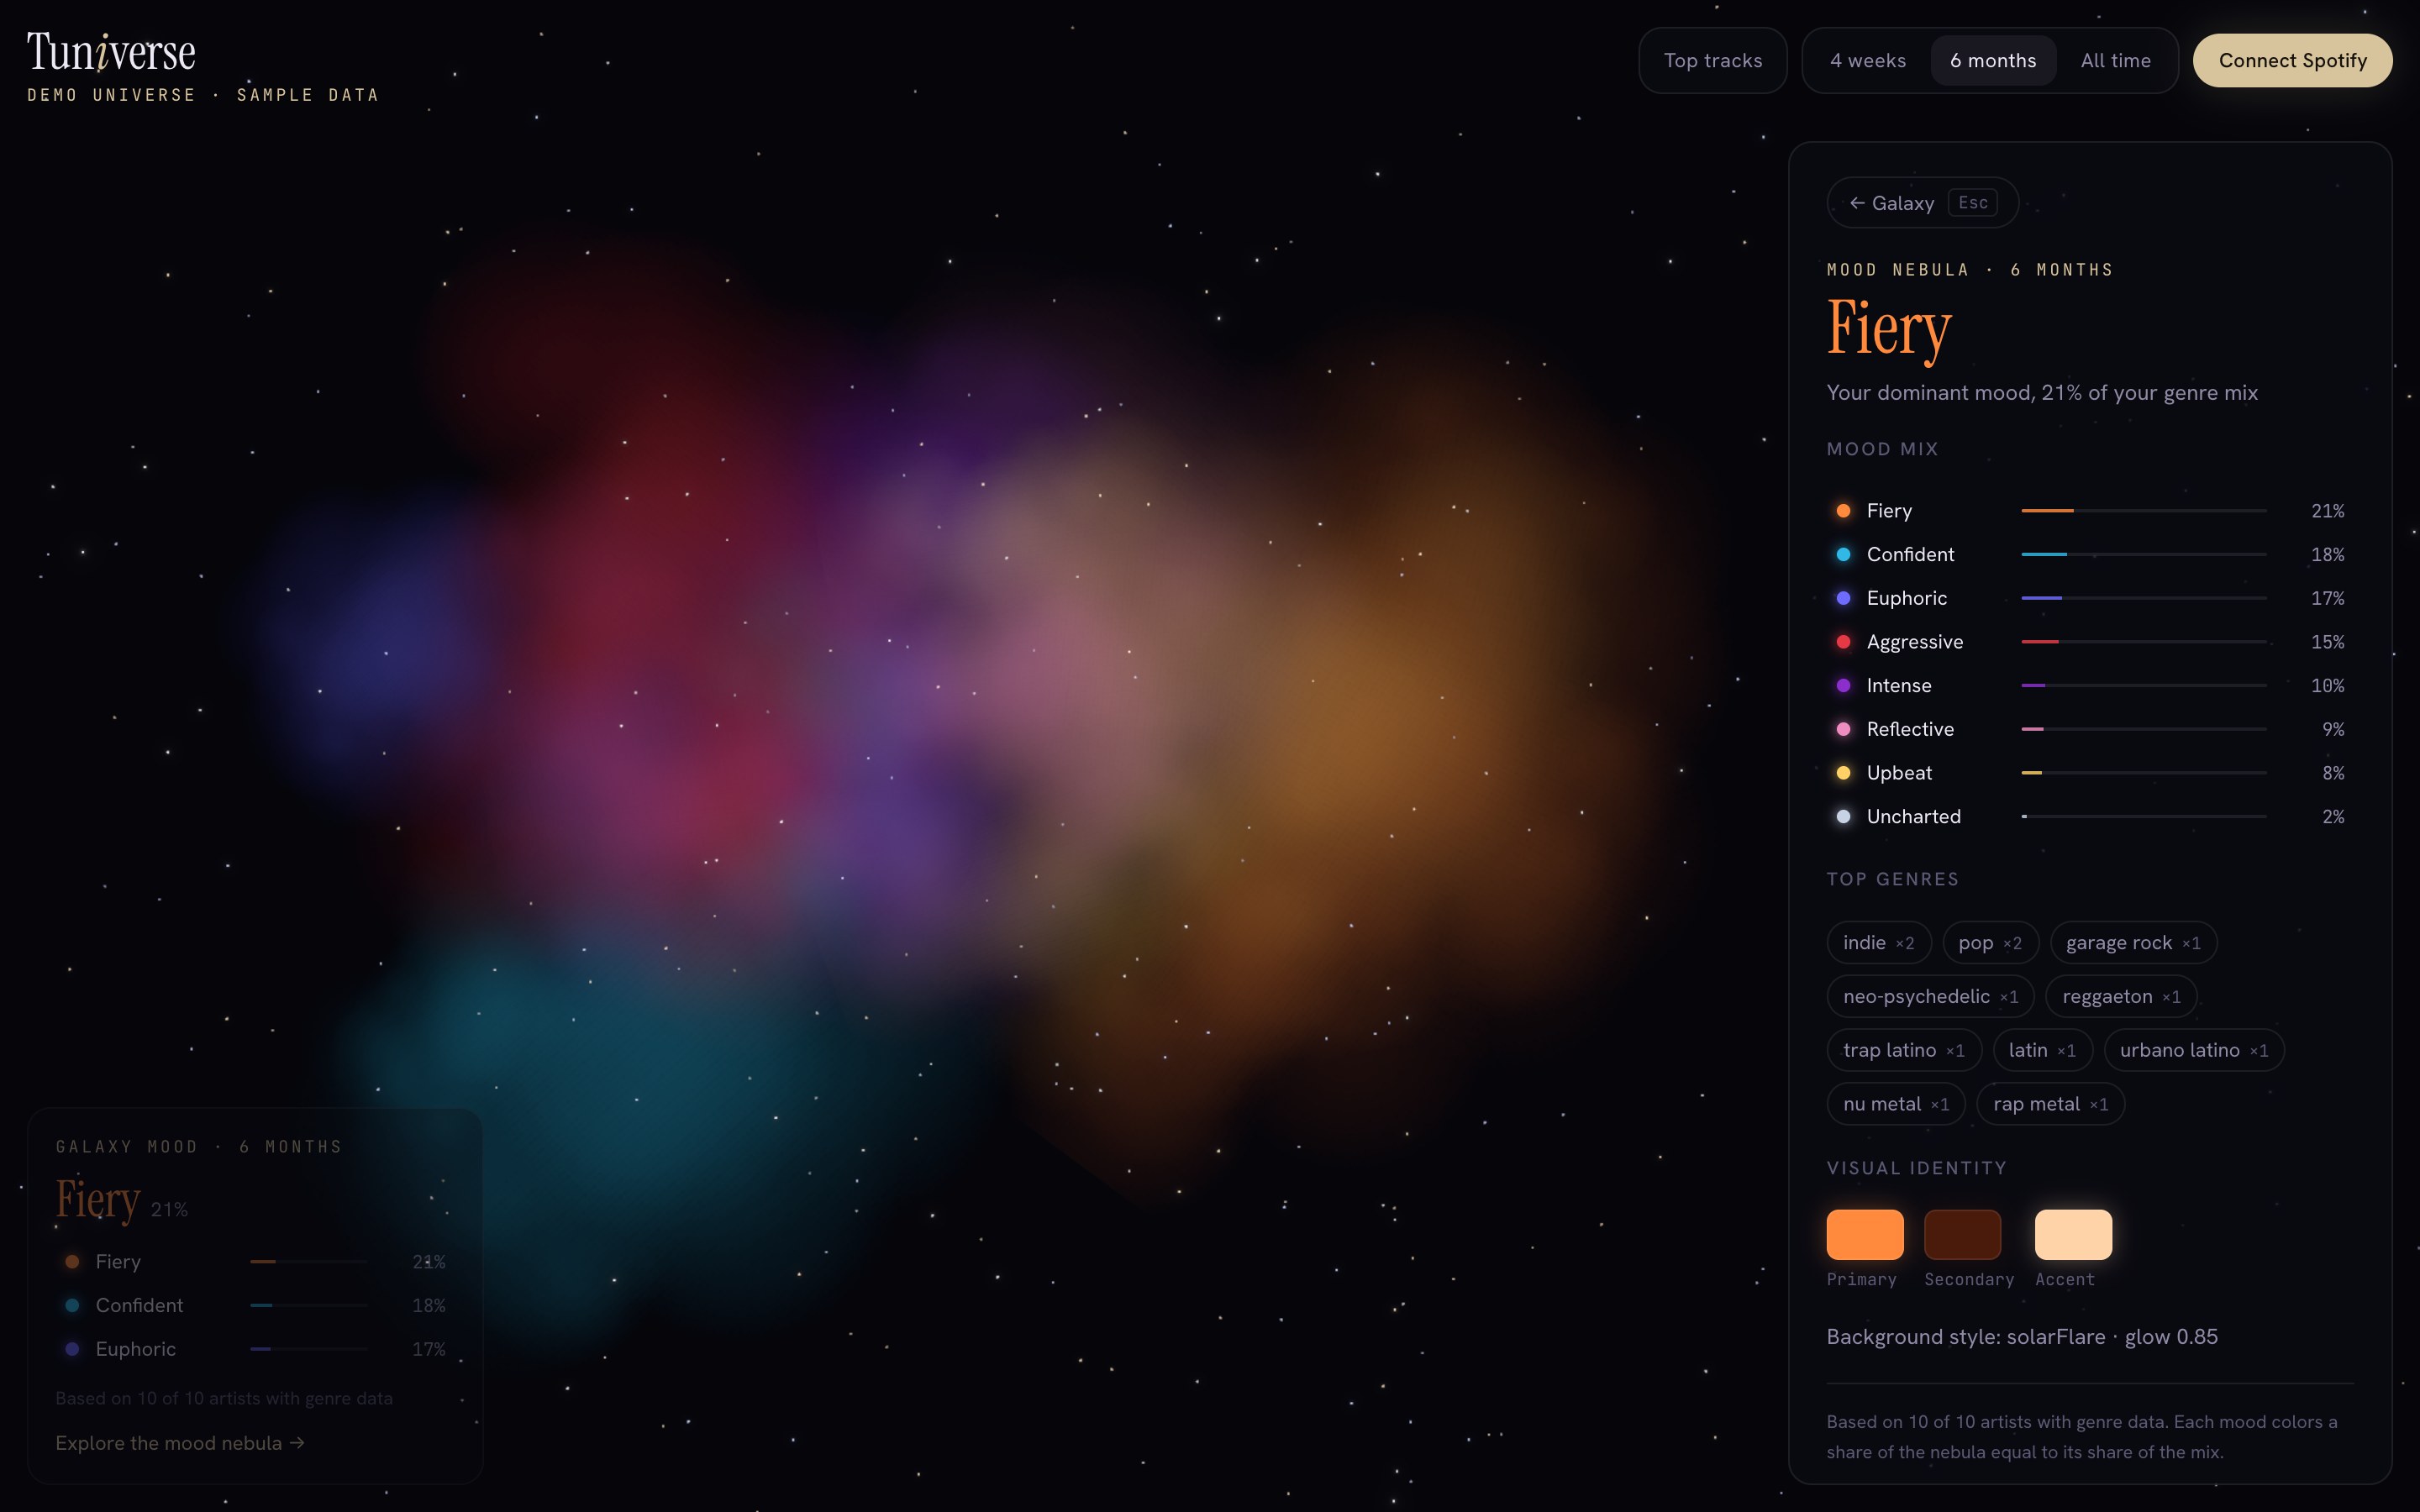 Tuniverse
DEMO UNIVERSE · SAMPLE DATA
Top tracks
4 weeks 6 months All time
Connect Spotify
← Galaxy Esc
MOOD NEBULA · 6 MONTHS
Fiery
Your dominant mood, 21% of your genre mix
MOOD MIX
Fiery 21%
Confident 18%
Euphoric 17%
Aggressive 15%
Intense 10%
Reflective 9%
Upbeat 8%
Uncharted 2%
TOP GENRES
indie ×2 pop ×2 garage rock ×1
neo-psychedelic ×1 reggaeton ×1
trap latino ×1 latin ×1 urbano latino ×1
nu metal ×1 rap metal ×1
VISUAL IDENTITY
Primary Secondary Accent
Background style: solarFlare · glow 0.85
Based on 10 of 10 artists with genre data. Each mood colors a
share of the nebula equal to its share of the mix.
GALAXY MOOD · 6 MONTHS
Fiery 21%
Fiery 21%
Confident 18%
Euphoric 17%
Based on 10 of 10 artists with genre data
Explore the mood nebula →